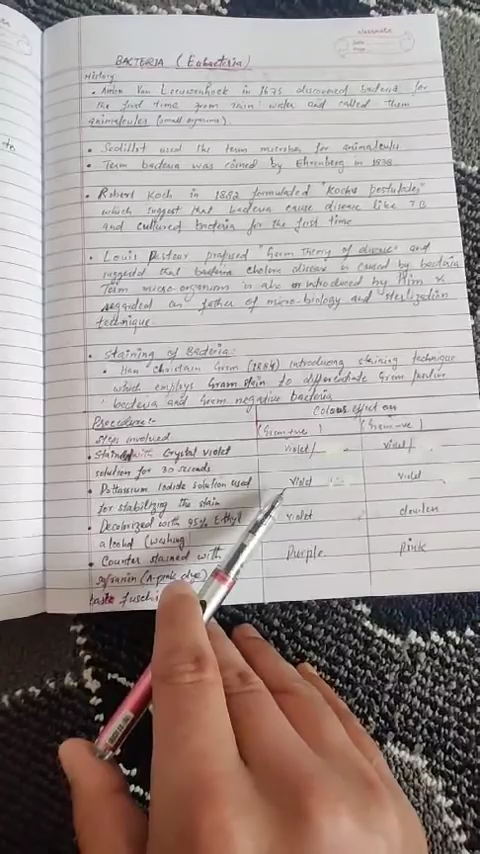 classmate
BACTERIA (Eubacteria)
History
• Anton Van Leeuwenhoek in 1675 discovered bacteria for
the first time from rain water and called them
animalcules (small organisms)
• Sedillot used the term microbes for animalcules
• Term bacteria was coined by Ehrenberg in 1838
• Robert Koch in 1882 formulated "Kochs postulates"
which suggest that bacteria cause disease like TB
and cultured bacteria for the first time
• Louis Pasteur proposed "Germ Theory of disease" and
suggested that bacteria cholera disease is caused by bacteria
Term micro-organism is also introduced by Him &
regarded as father of micro-biology and sterilization
technique.
• Staining of Bacteria:
• Han Christain Gram (1884) introducing staining technique
which employs Gram stain to differentiate Gram positive
bacteria and Gram negative bacteria
Colour effect on
Procedure:-
Steps involved (Gram +ve) (Gram -ve)
Stained with Crystal violet violet violet
solution for 30 seconds
• Pottassium Iodide solution used violet violet
for stabilizing the stain
• Decolorized with 95% Ethyl violet
alcohol (washing
• Counter stained with Purple Pink
safranin (A pink dye)